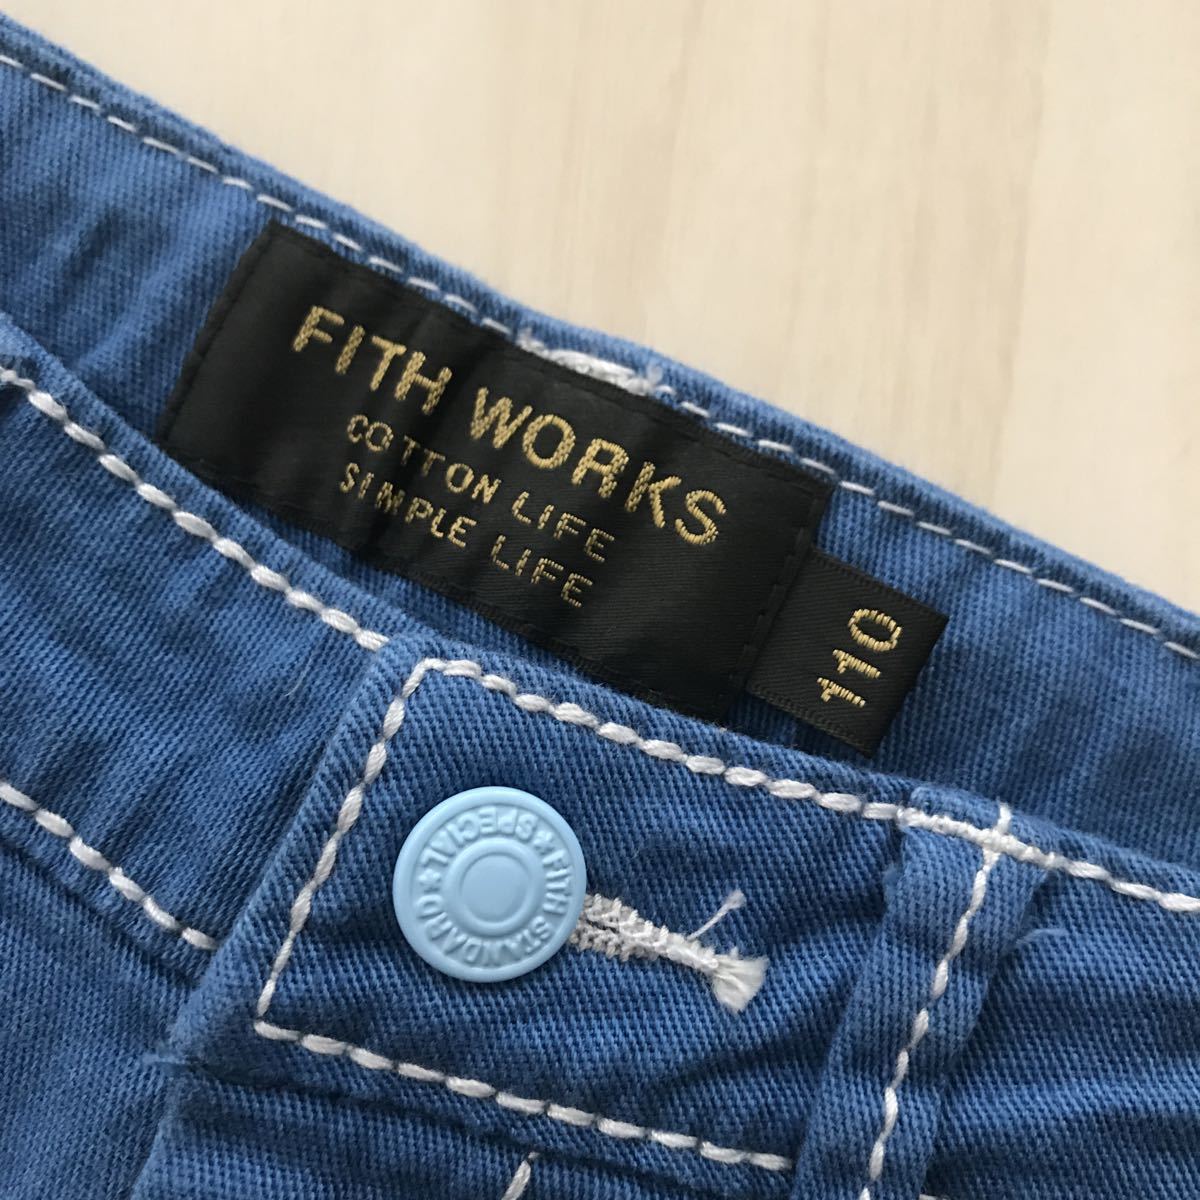 FITH WORKS
COTTON LIFE
SIMPLE LIFE
110
FITH STANDARD★SPECIAL★